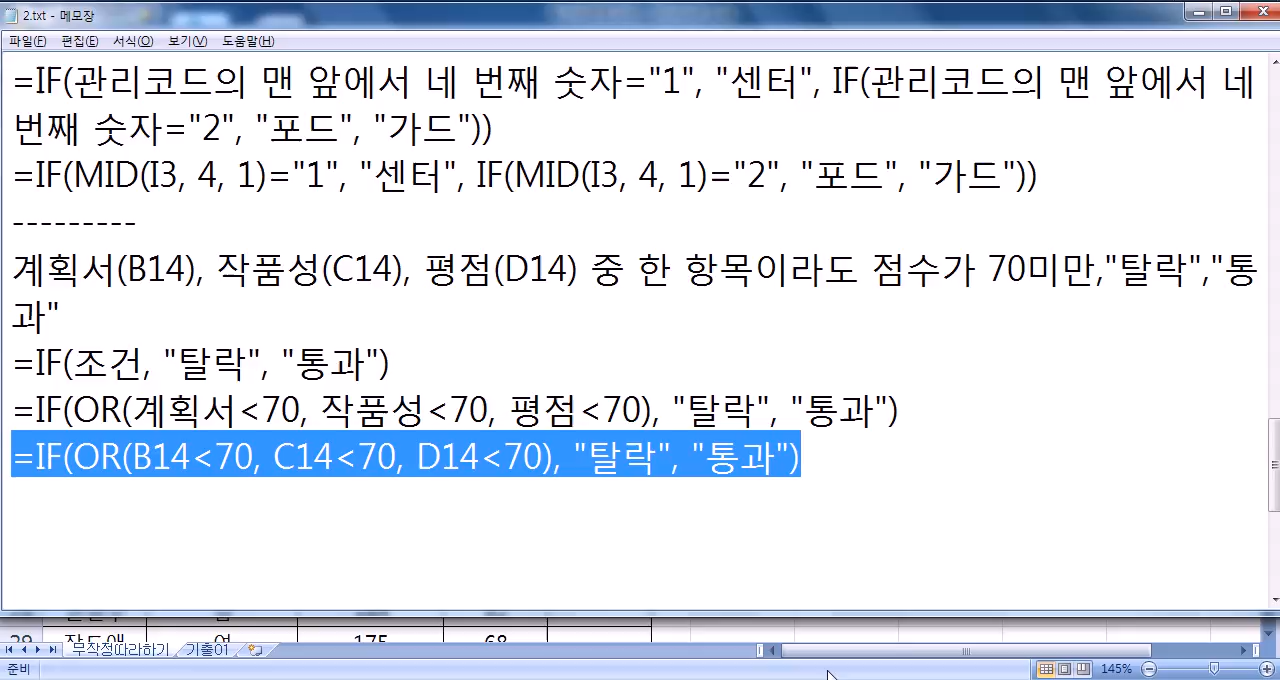 2.txt - 메모장
파일(F) 편집(E) 서식(O) 보기(V) 도움말(H)
=IF(관리코드의 맨 앞에서 네 번째 숫자="1", "센터", IF(관리코드의 맨 앞에서 네
번째 숫자="2", "포드", "가드"))
=IF(MID(I3, 4, 1)="1", "센터", IF(MID(I3, 4, 1)="2", "포드", "가드"))
---------
계획서(B14), 작품성(C14), 평점(D14) 중 한 항목이라도 점수가 70미만,"탈락","통
과"
=IF(조건, "탈락", "통과")
=IF(OR(계획서<70, 작품성<70, 평점<70), "탈락", "통과")
=IF(OR(B14<70, C14<70, D14<70), "탈락", "통과")
여 175 68
무작정따라하기 기출01
준비 145%